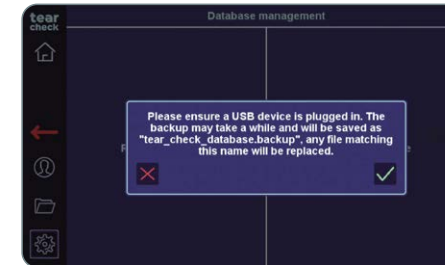 tear
check
Database management
Please ensure a USB device is plugged in. The
backup may take a while and will be saved as
"tear_check_database.backup", any file matching
this name will be replaced.